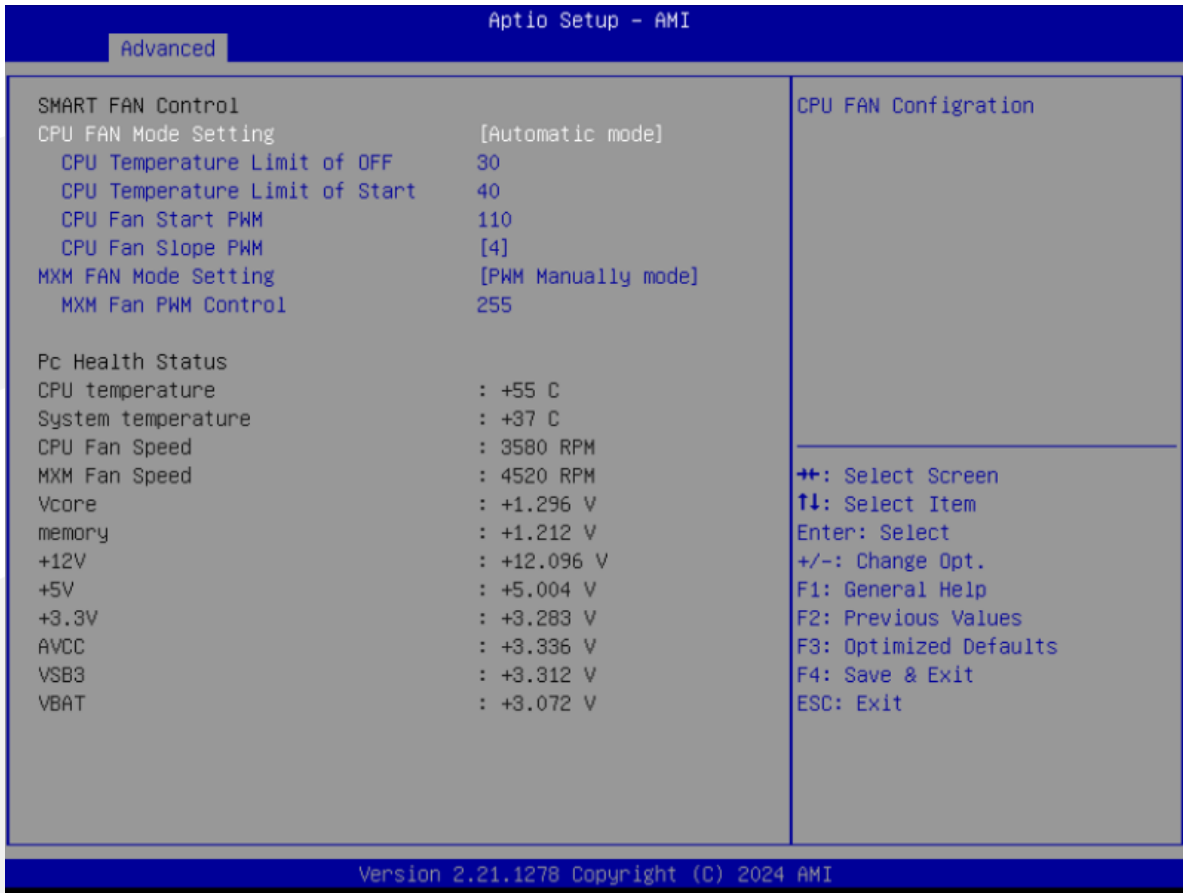 Aptio Setup – AMI
Advanced
SMART FAN Control
CPU FAN Mode Setting [Automatic mode]
CPU Temperature Limit of OFF 30
CPU Temperature Limit of Start 40
CPU Fan Start PWM 110
CPU Fan Slope PWM [4]
MXM FAN Mode Setting [PWM Manually mode]
MXM Fan PWM Control 255
Pc Health Status
CPU temperature : +55 C
System temperature : +37 C
CPU Fan Speed : 3580 RPM
MXM Fan Speed : 4520 RPM
Vcore : +1.296 V
memory : +1.212 V
+12V : +12.096 V
+5V : +5.004 V
+3.3V : +3.283 V
AVCC : +3.336 V
VSB3 : +3.312 V
VBAT : +3.072 V
CPU FAN Configration
→←: Select Screen
↑↓: Select Item
Enter: Select
+/-: Change Opt.
F1: General Help
F2: Previous Values
F3: Optimized Defaults
F4: Save & Exit
ESC: Exit
Version 2.21.1278 Copyright (C) 2024 AMI